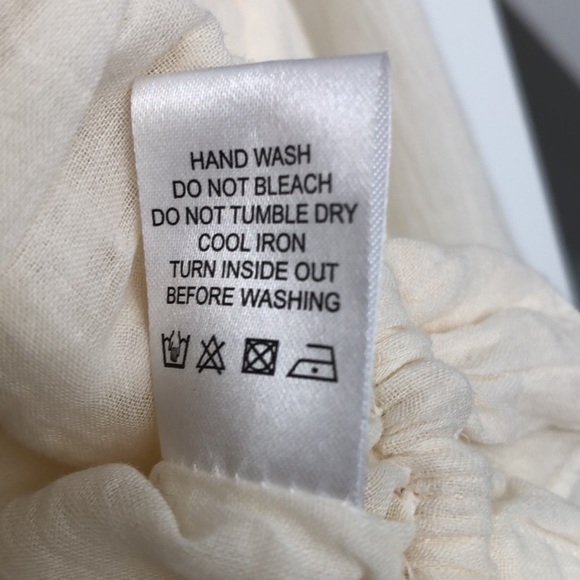 HAND WASH
DO NOT BLEACH
DO NOT TUMBLE DRY
COOL IRON
TURN INSIDE OUT
BEFORE WASHING